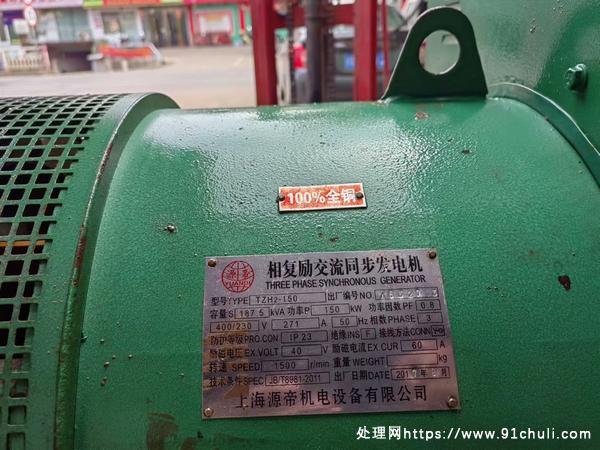 100%全铜
源帝
YUANDI
相复励交流同步发电机
THREE PHASE SYNCHRONOUS GENERATOR
型号TYPE TZH2-150 出厂编号NO
容量S 187.5 kVA 功率P 150 kW 功率因数PF 0.8
400/230 V 271 A 50 Hz 相数PHASE 3
防护等级PRO.CON IP23 绝缘INS F 接线方法CONN Y0
励磁电压EX VOLT 40 V 励磁电流EX CUR 60 A
转速 SPEED 1500 r/min 重量WEIGHT kg
技术条件SPEC JB/T8981-2011 出厂日期DATE 201 年 月
上海源帝机电设备有限公司
处理网https://www.91chuli.com/